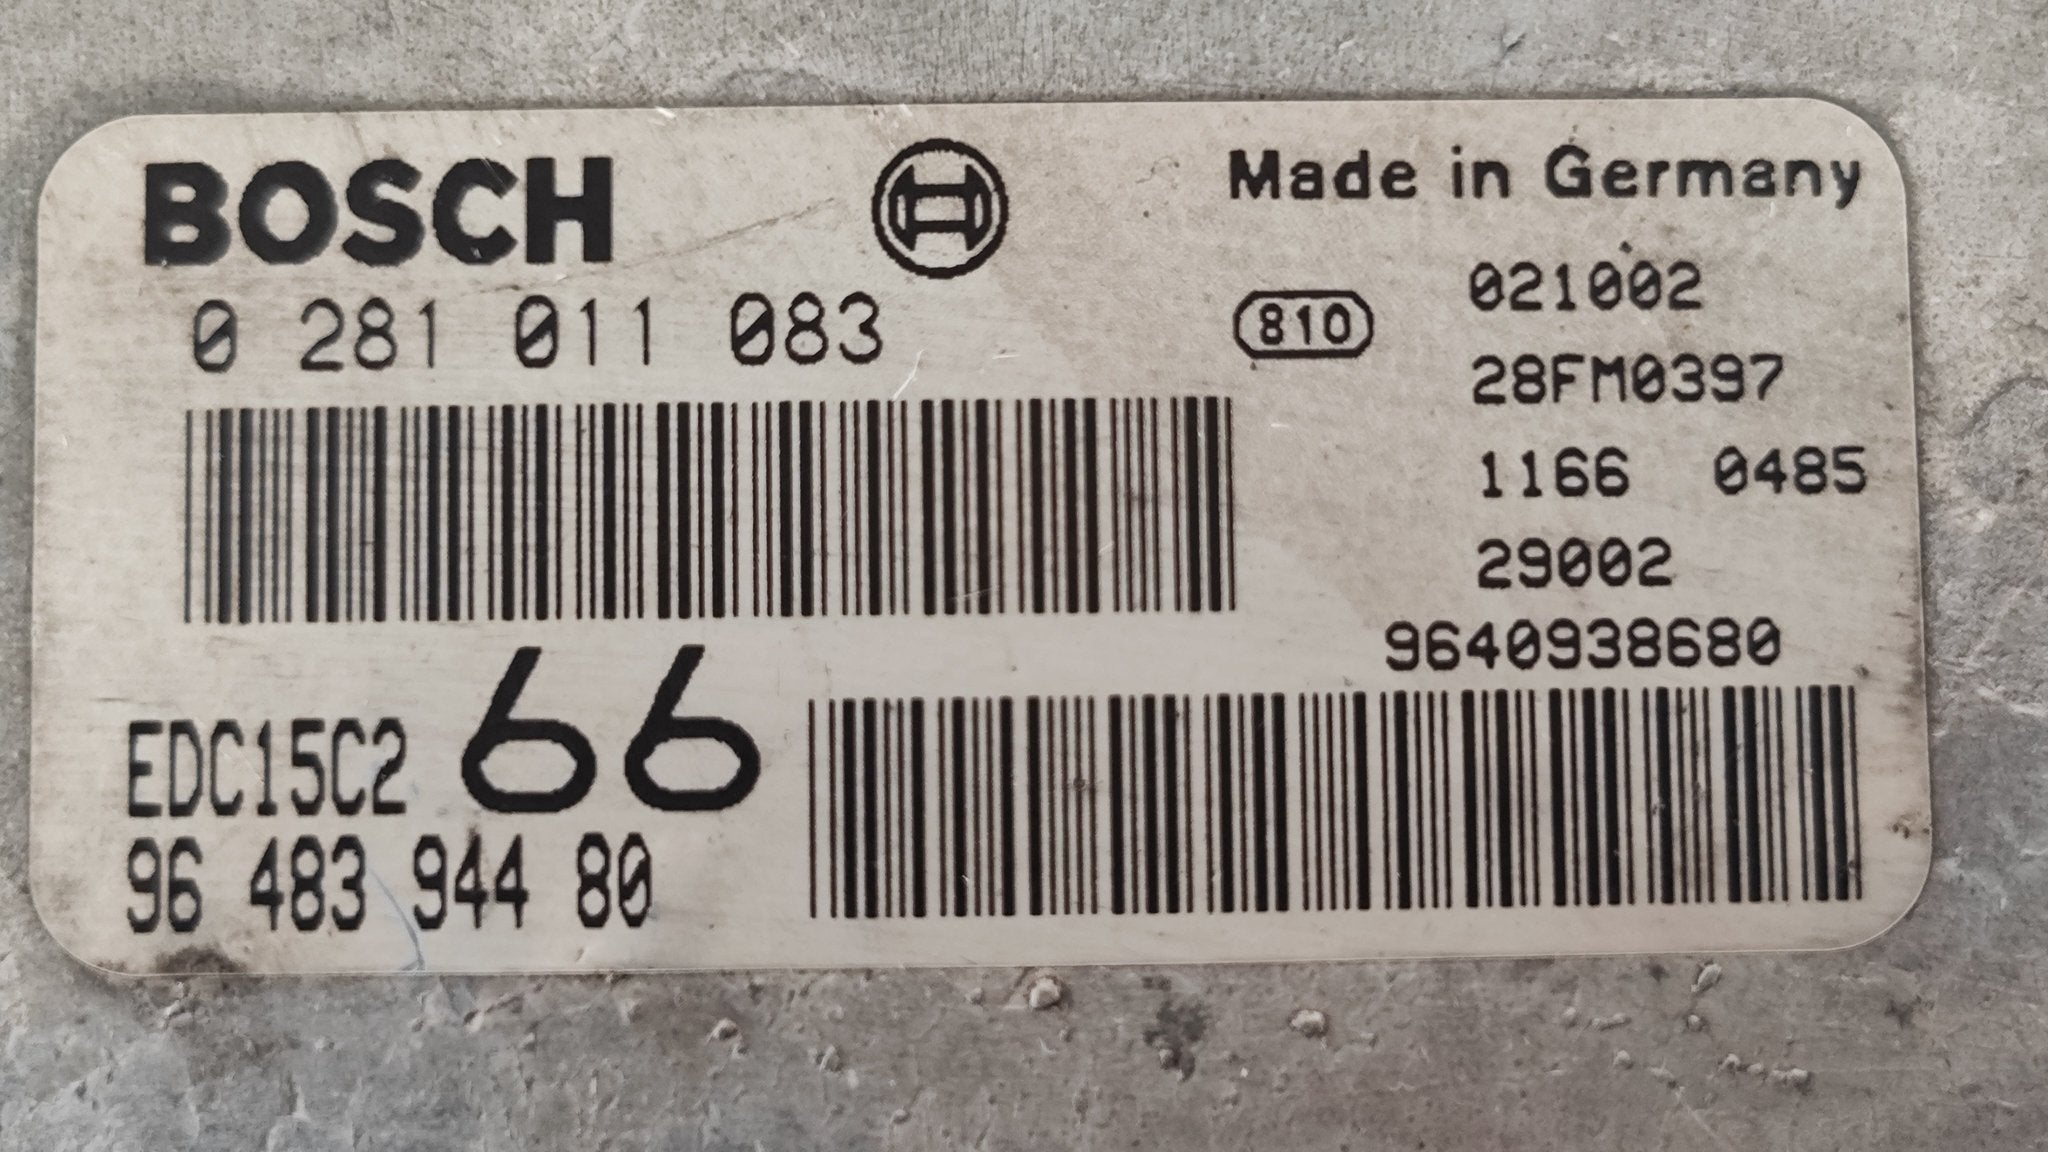 BOSCH
Made in Germany
0 281 011 083
810
021002
28FM0397
1166 0485
29002
9640938680
EDC15C2 66
96 483 944 80